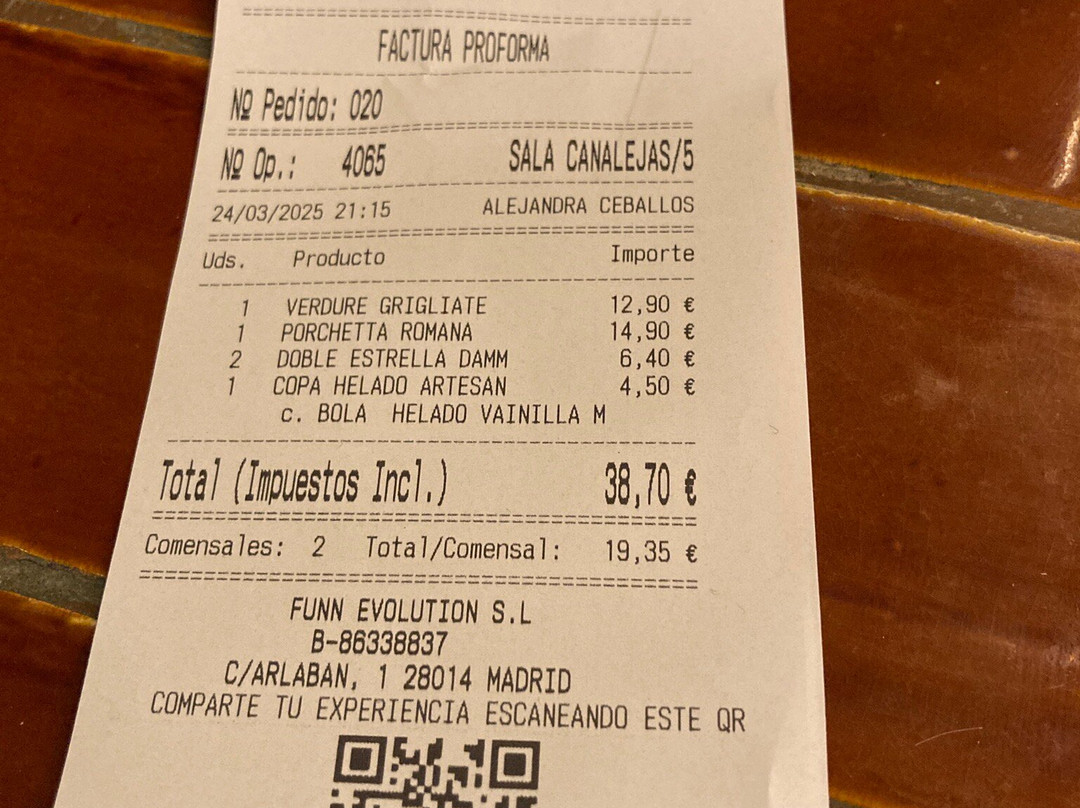 FACTURA PROFORMA
Nº Pedido: 020
Nº Op.: 4065 SALA CANALEJAS/5
24/03/2025 21:15 ALEJANDRA CEBALLOS
Uds. Producto Importe
1 VERDURE GRIGLIATE 12,90 €
1 PORCHETTA ROMANA 14,90 €
2 DOBLE ESTRELLA DAMM 6,40 €
1 COPA HELADO ARTESAN 4,50 €
c. BOLA HELADO VAINILLA M
Total (Impuestos Incl.) 38,70 €
Comensales: 2 Total/Comensal: 19,35 €
FUNN EVOLUTION S.L
B-86338837
C/ARLABAN, 1 28014 MADRID
COMPARTE TU EXPERIENCIA ESCANEANDO ESTE QR